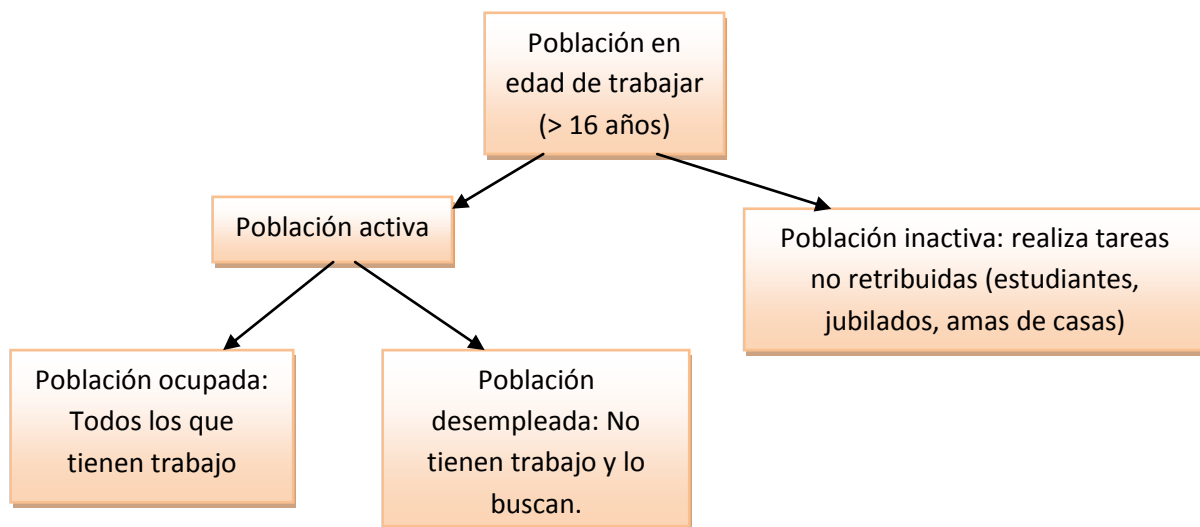 Población en
edad de trabajar
(> 16 años)
Población activa
Población inactiva: realiza tareas
no retribuidas (estudiantes,
jubilados, amas de casas)
Población ocupada:
Todos los que
tienen trabajo
Población
desempleada: No
tienen trabajo y lo
buscan.